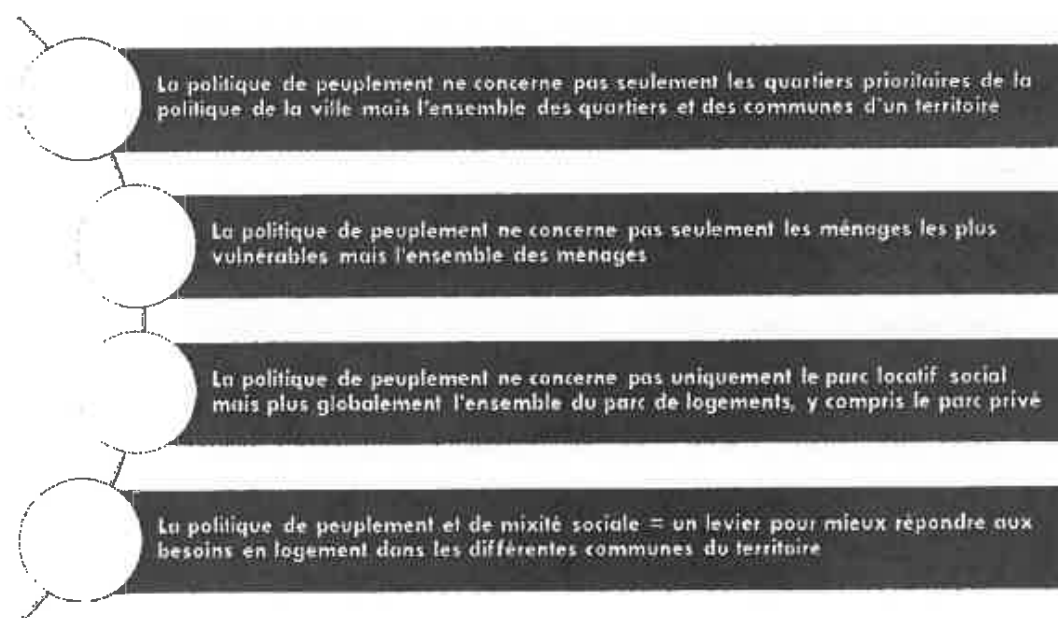 La politique de peuplement ne concerne pas seulement les quartiers prioritaires de la
politique de la ville mais l'ensemble des quartiers et des communes d'un territoire
La politique de peuplement ne concerne pas seulement les ménages les plus
vulnérables mais l'ensemble des ménages
La politique de peuplement ne concerne pas uniquement le parc locatif social
mais plus globalement l'ensemble du parc de logements, y compris le parc privé
La politique de peuplement et de mixité sociale = un levier pour mieux répondre aux
besoins en logement dans les différentes communes du territoire